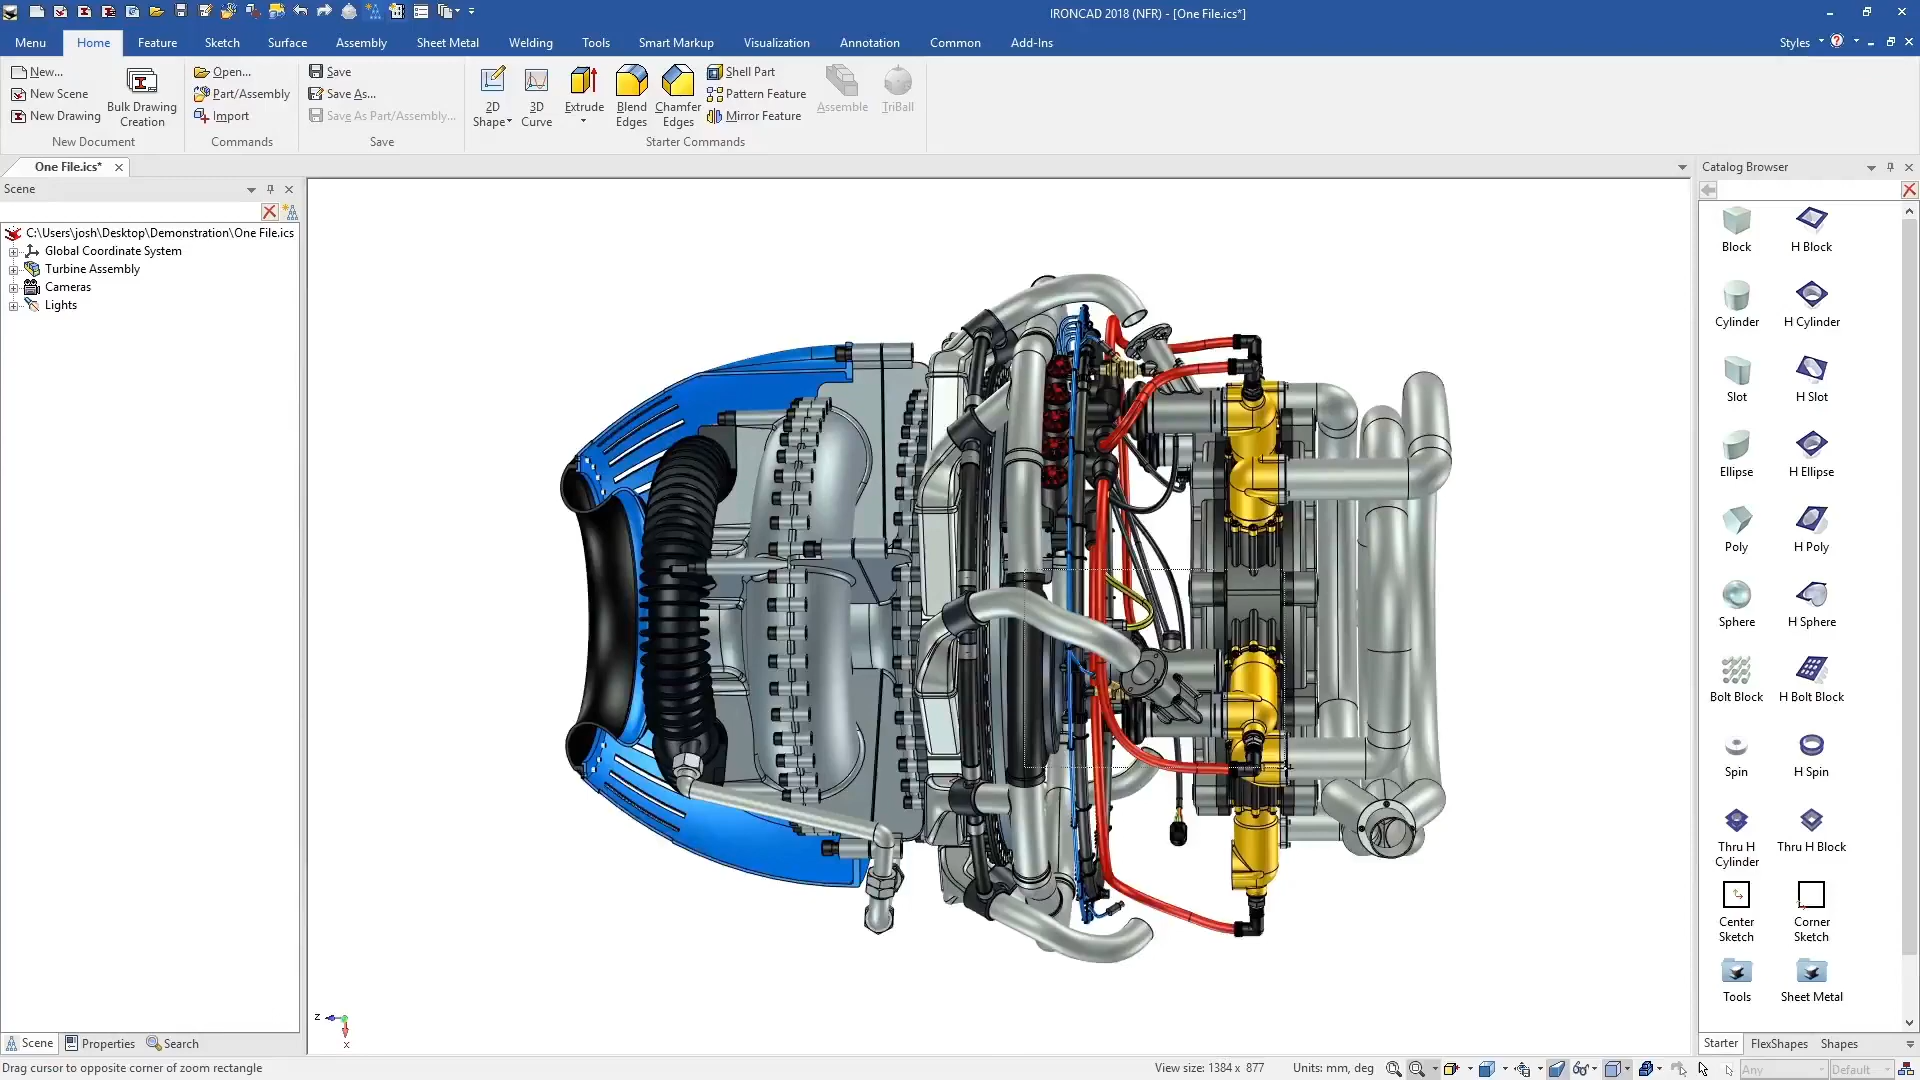 IRONCAD 2018 (NFR) - [One File.ics*]
Menu Home Feature Sketch Surface Assembly Sheet Metal Welding Tools Smart Markup Visualization Annotation Common Add-Ins Styles
New...
New Scene
New Drawing
Bulk Drawing
Creation
New Document
Open...
Part/Assembly
Import
Commands
Save
Save As...
Save As Part/Assembly...
Save
2D
Shape
3D
Curve
Extrude
Blend
Edges
Chamfer
Edges
Shell Part
Pattern Feature
Mirror Feature
Assemble
TriBall
Starter Commands
One File.ics*
Scene
C:\Users\josh\Desktop\Demonstration\One File.ics
Global Coordinate System
Turbine Assembly
Cameras
Lights
Z
X
Catalog Browser
Block H Block
Cylinder H Cylinder
Slot H Slot
Ellipse H Ellipse
Poly H Poly
Sphere H Sphere
Bolt Block H Bolt Block
Spin H Spin
Thru H
Cylinder
Thru H Block
Center
Sketch
Corner
Sketch
Tools Sheet Metal
Starter FlexShapes Shapes
Scene Properties Search
Drag cursor to opposite corner of zoom rectangle
View size: 1384 x 877
Units: mm, deg
Any
Default